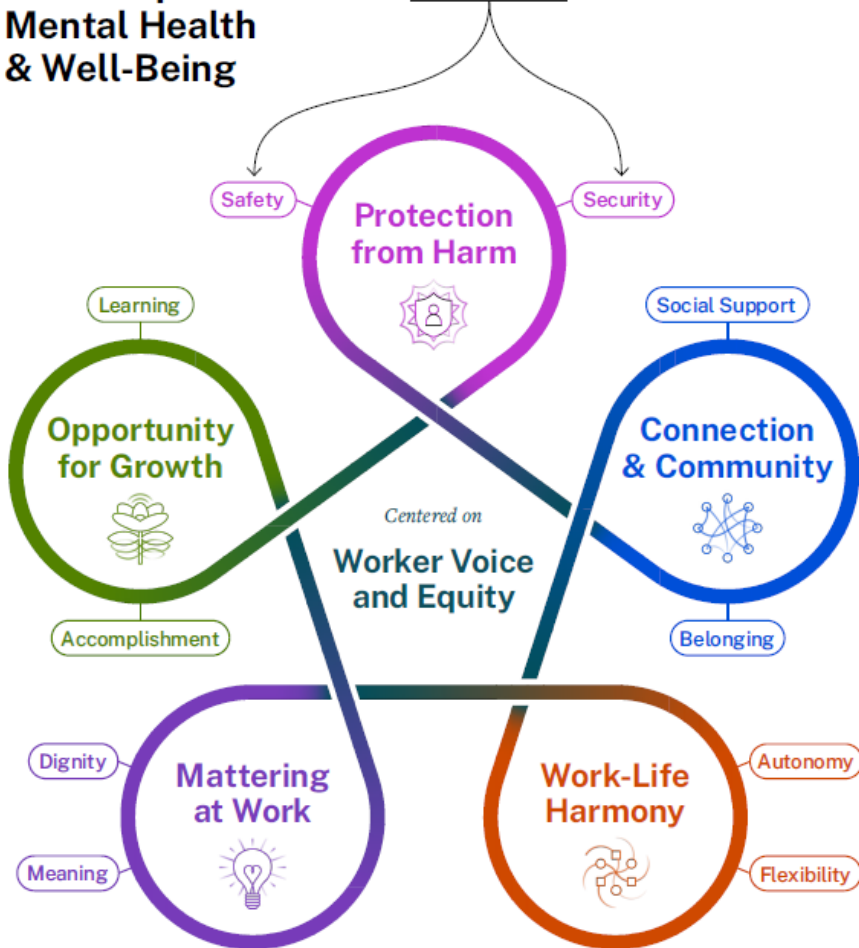 Mental Health
& Well-Being
Safety
Security
Protection
from Harm
Learning
Social Support
Opportunity
for Growth
Connection
& Community
Centered on
Worker Voice
and Equity
Accomplishment
Belonging
Dignity
Autonomy
Mattering
at Work
Work-Life
Harmony
Meaning
Flexibility